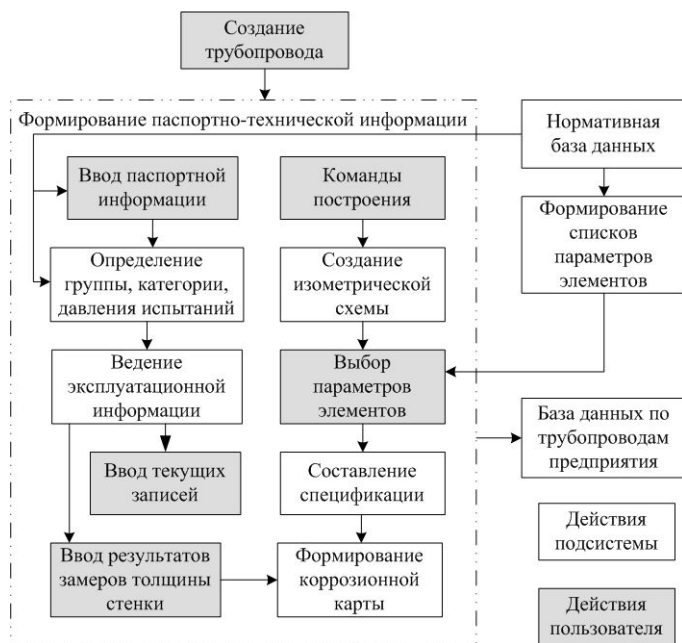 Создание
трубопровода
Формирование паспортно-технической информации
Нормативная
база данных
Ввод паспортной
информации
Команды
построения
Формирование
списков
параметров
элементов
Определение
группы, категории,
давления испытаний
Создание
изометрической
схемы
Ведение
эксплуатационной
информации
Выбор
параметров
элементов
База данных по
трубопроводам
предприятия
Ввод текущих
записей
Составление
спецификации
Действия
подсистемы
Ввод результатов
замеров толщины
стенки
Формирование
коррозионной
карты
Действия
пользователя